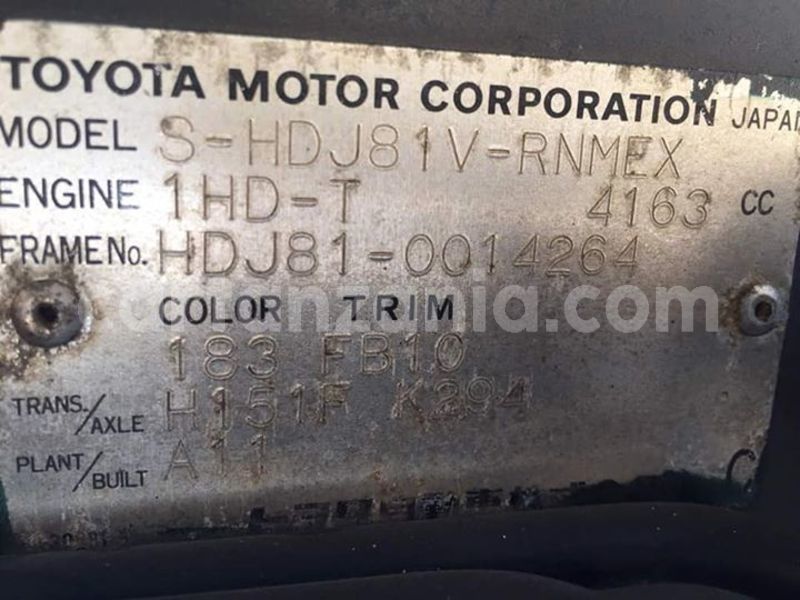 TOYOTA MOTOR CORPORATION JAPAN
MODEL S-HDJ81V-RNMEX
ENGINE 1HD-T 4163 CC
FRAME No. HDJ81-0014264
COLOR TRIM
183 FB10
TRANS./AXLE H151F K294
PLANT/BUILT A11
C